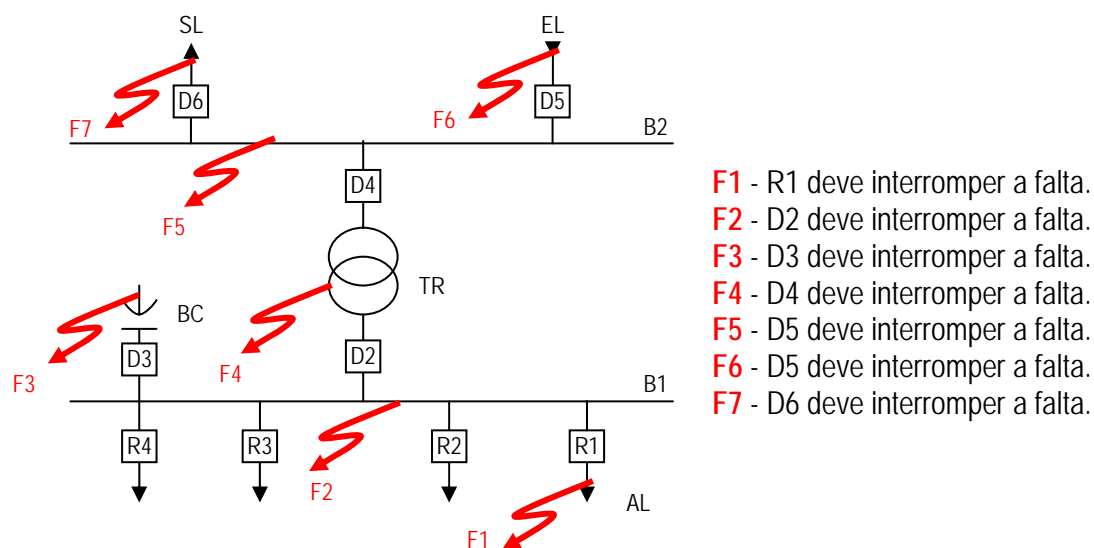 SL
EL
D6
D5
F7
F6
B2
D4
F5
TR
BC
D3
D2
F3
F4
B1
R4
R3
R2
R1
F2
AL
F1
F1 - R1 deve interromper a falta.
F2 - D2 deve interromper a falta.
F3 - D3 deve interromper a falta.
F4 - D4 deve interromper a falta.
F5 - D5 deve interromper a falta.
F6 - D5 deve interromper a falta.
F7 - D6 deve interromper a falta.